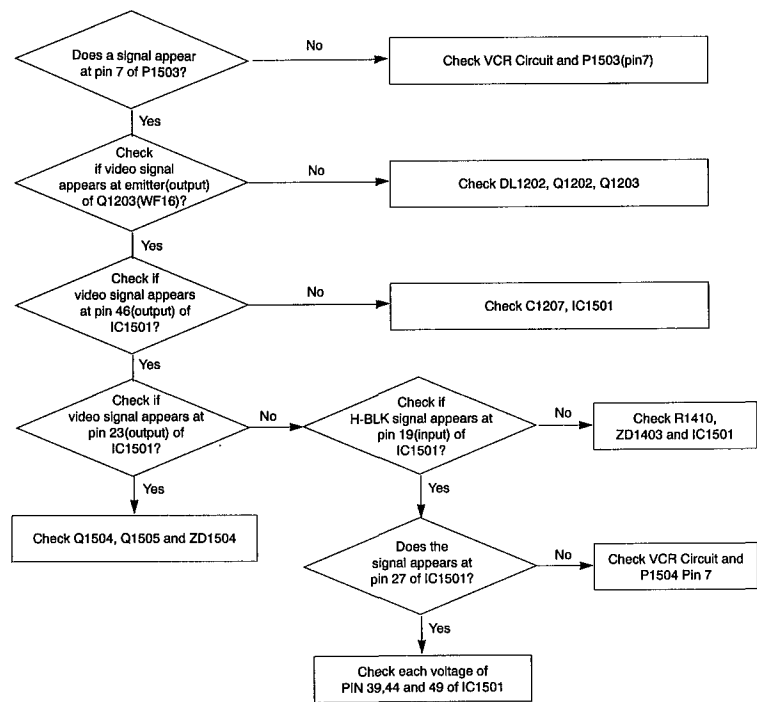 Does a signal appear
at pin 7 of P1503?
No
Check VCR Circuit and P1503(pin7)
Yes
Check
if video signal
appears at emitter(output)
of Q1203(WF16)?
No
Check DL1202, Q1202, Q1203
Yes
Check if
video signal appears
at pin 46(output) of
IC1501?
No
Check C1207, IC1501
Yes
Check if
video signal appears at
pin 23(output) of
IC1501?
No
Check if
H-BLK signal appears at
pin 19(input) of
IC1501?
No
Check R1410,
ZD1403 and IC1501
Yes
Check Q1504, Q1505 and ZD1504
Yes
Does the
signal appears at
pin 27 of IC1501?
No
Check VCR Circuit and
P1504 Pin 7
Yes
Check each voltage of
PIN 39,44 and 49 of IC1501